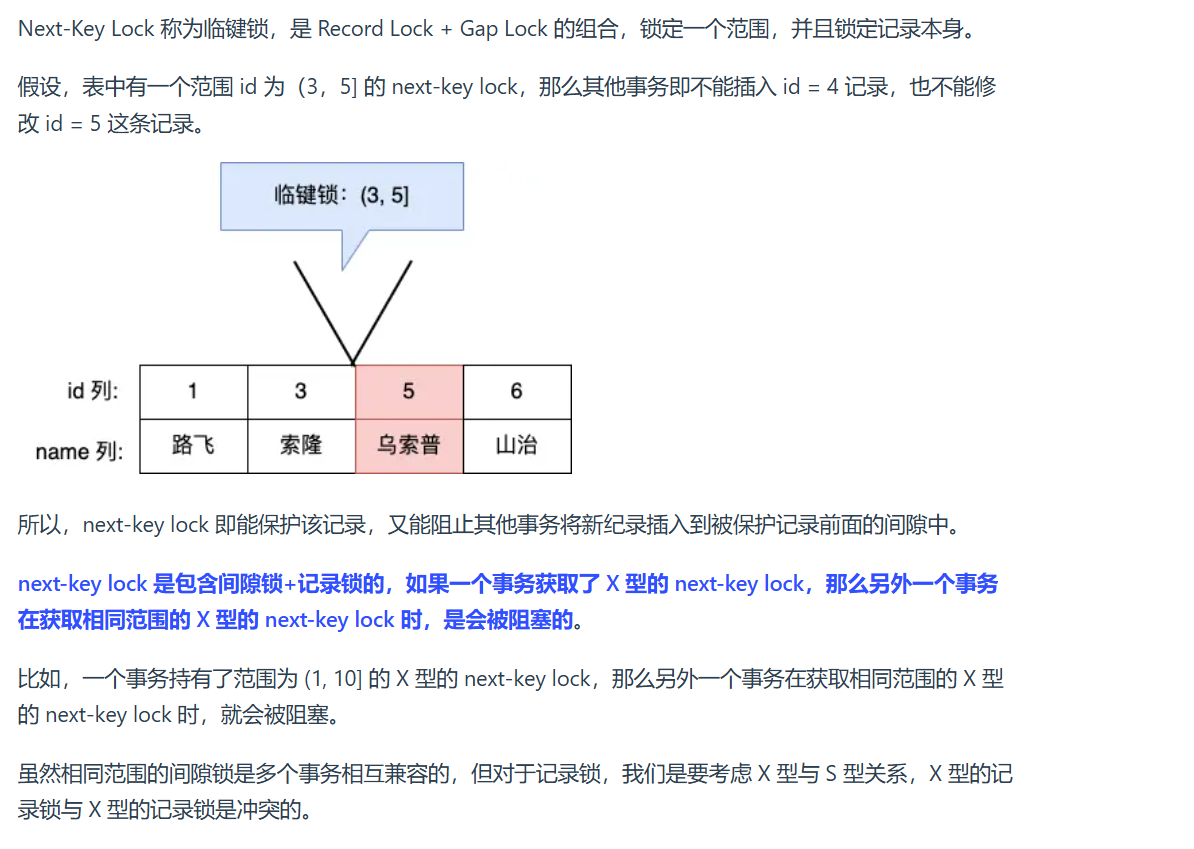 Next-Key Lock 称为临键锁，是 Record Lock + Gap Lock 的组合，锁定一个范围，并且锁定记录本身。
假设，表中有一个范围 id 为（3，5] 的 next-key lock，那么其他事务即不能插入 id = 4 记录，也不能修
改 id = 5 这条记录。
临键锁：(3, 5]
id 列: 1 3 5 6
name 列: 路飞 索隆 乌索普 山治
所以，next-key lock 即能保护该记录，又能阻止其他事务将新纪录插入到被保护记录前面的间隙中。
next-key lock 是包含间隙锁+记录锁的，如果一个事务获取了 X 型的 next-key lock，那么另外一个事务
在获取相同范围的 X 型的 next-key lock 时，是会被阻塞的。
比如，一个事务持有了范围为 (1, 10] 的 X 型的 next-key lock，那么另外一个事务在获取相同范围的 X 型
的 next-key lock 时，就会被阻塞。
虽然相同范围的间隙锁是多个事务相互兼容的，但对于记录锁，我们是要考虑 X 型与 S 型关系，X 型的记
录锁与 X 型的记录锁是冲突的。